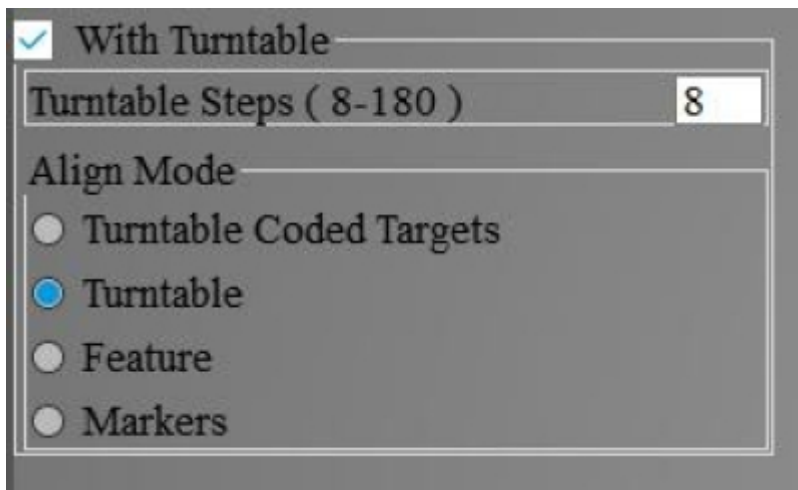 With Turntable
Turntable Steps ( 8-180 ) 8
Align Mode
Turntable Coded Targets
Turntable
Feature
Markers